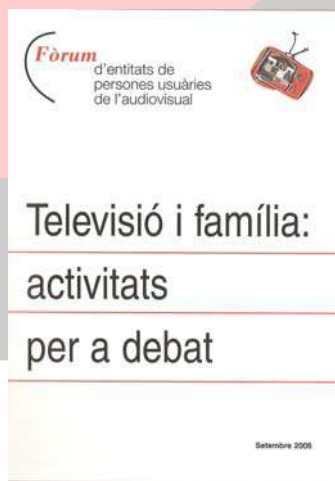 Fòrum
d'entitats de
persones usuàries
de l'audiovisual
Televisió i família:
activitats
per a debat
Setembre 2008